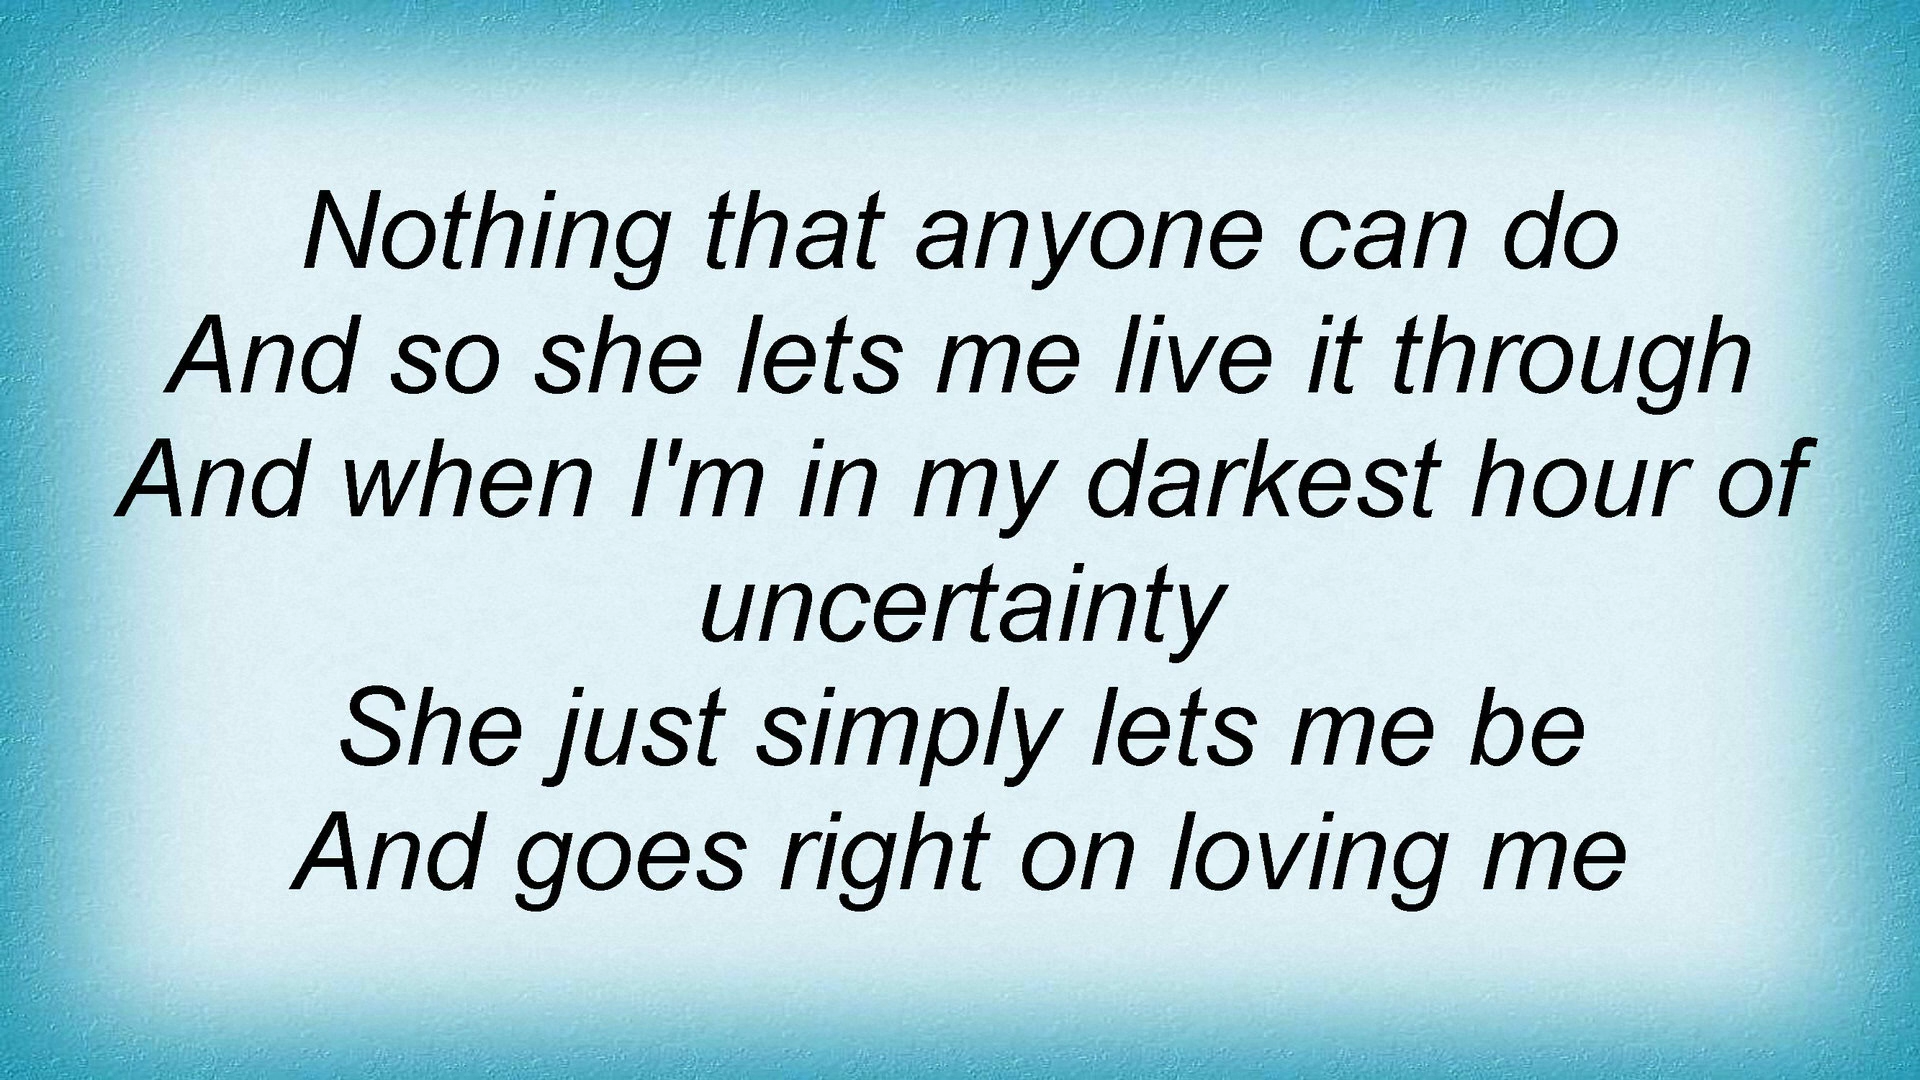 Nothing that anyone can do
And so she lets me live it through
And when I'm in my darkest hour of
uncertainty
She just simply lets me be
And goes right on loving me